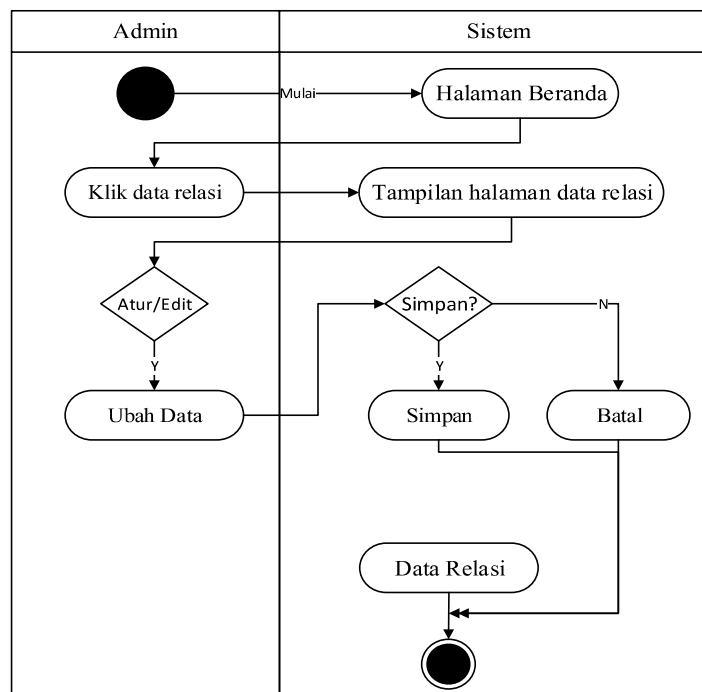 Admin
Sistem
Mulai
Halaman Beranda
Klik data relasi
Tampilan halaman data relasi
Atur/Edit
Simpan?
N
Y
Y
Ubah Data
Simpan
Batal
Data Relasi